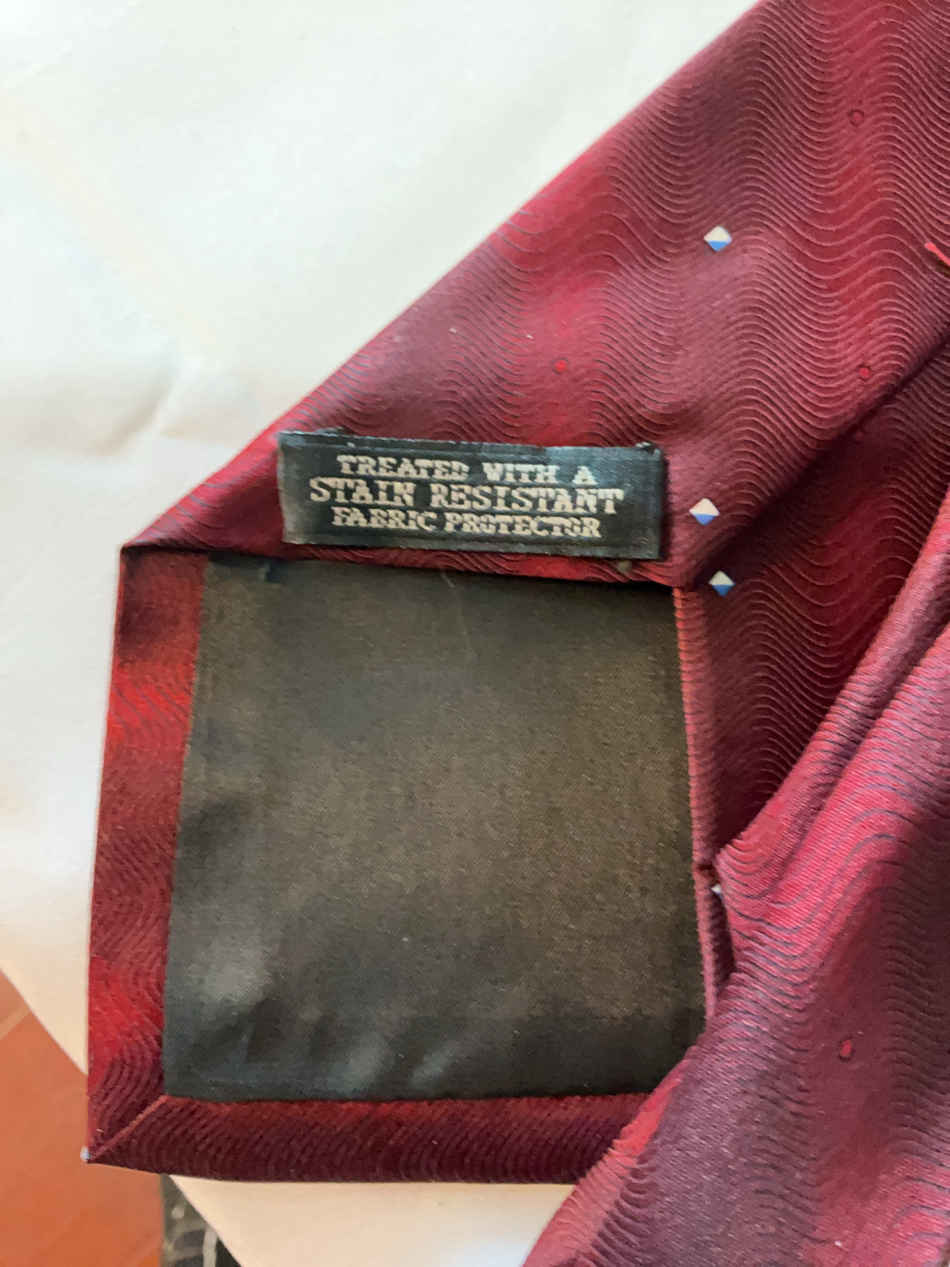 TREATED WITH A
STAIN RESISTANT
FABRIC PROTECTOR